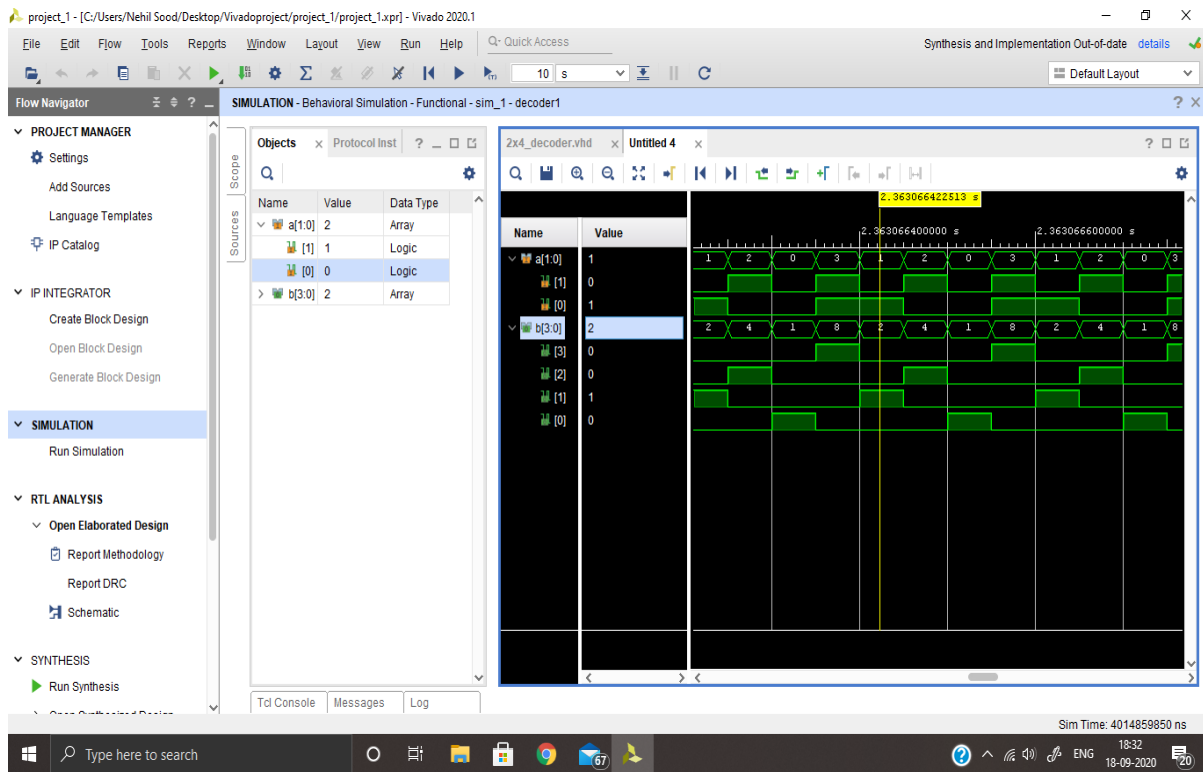 project_1 - [C:/Users/Nehil Sood/Desktop/Vivadoproject/project_1/project_1.xpr] - Vivado 2020.1
File Edit Flow Tools Reports Window Layout View Run Help Q- Quick Access Synthesis and Implementation Out-of-date details
10 s Default Layout
Flow Navigator ? SIMULATION - Behavioral Simulation - Functional - sim_1 - decoder1 ? X
PROJECT MANAGER
Settings
Add Sources
Language Templates
IP Catalog
IP INTEGRATOR
Create Block Design
Open Block Design
Generate Block Design
SIMULATION
Run Simulation
RTL ANALYSIS
Open Elaborated Design
Report Methodology
Report DRC
Schematic
SYNTHESIS
Run Synthesis
Scope
Sources
Objects Protocol Inst ?
Name Value Data Type
a[1:0] 2 Array
[1] 1 Logic
[0] 0 Logic
b[3:0] 2 Array
Tcl Console Messages Log
2x4_decoder.vhd Untitled 4 ?
2.363066422513 s
Name Value 2.363066400000 s 2.363066600000 s
a[1:0] 1 1 2 0 3 1 2 0 3 1 2 0 3
[1] 0
[0] 1
b[3:0] 2 2 4 1 8 2 4 1 8 2 4 1 8
[3] 0
[2] 0
[1] 1
[0] 0
Sim Time: 4014859850 ns
Type here to search 67 ENG 18:32
18-09-2020 20